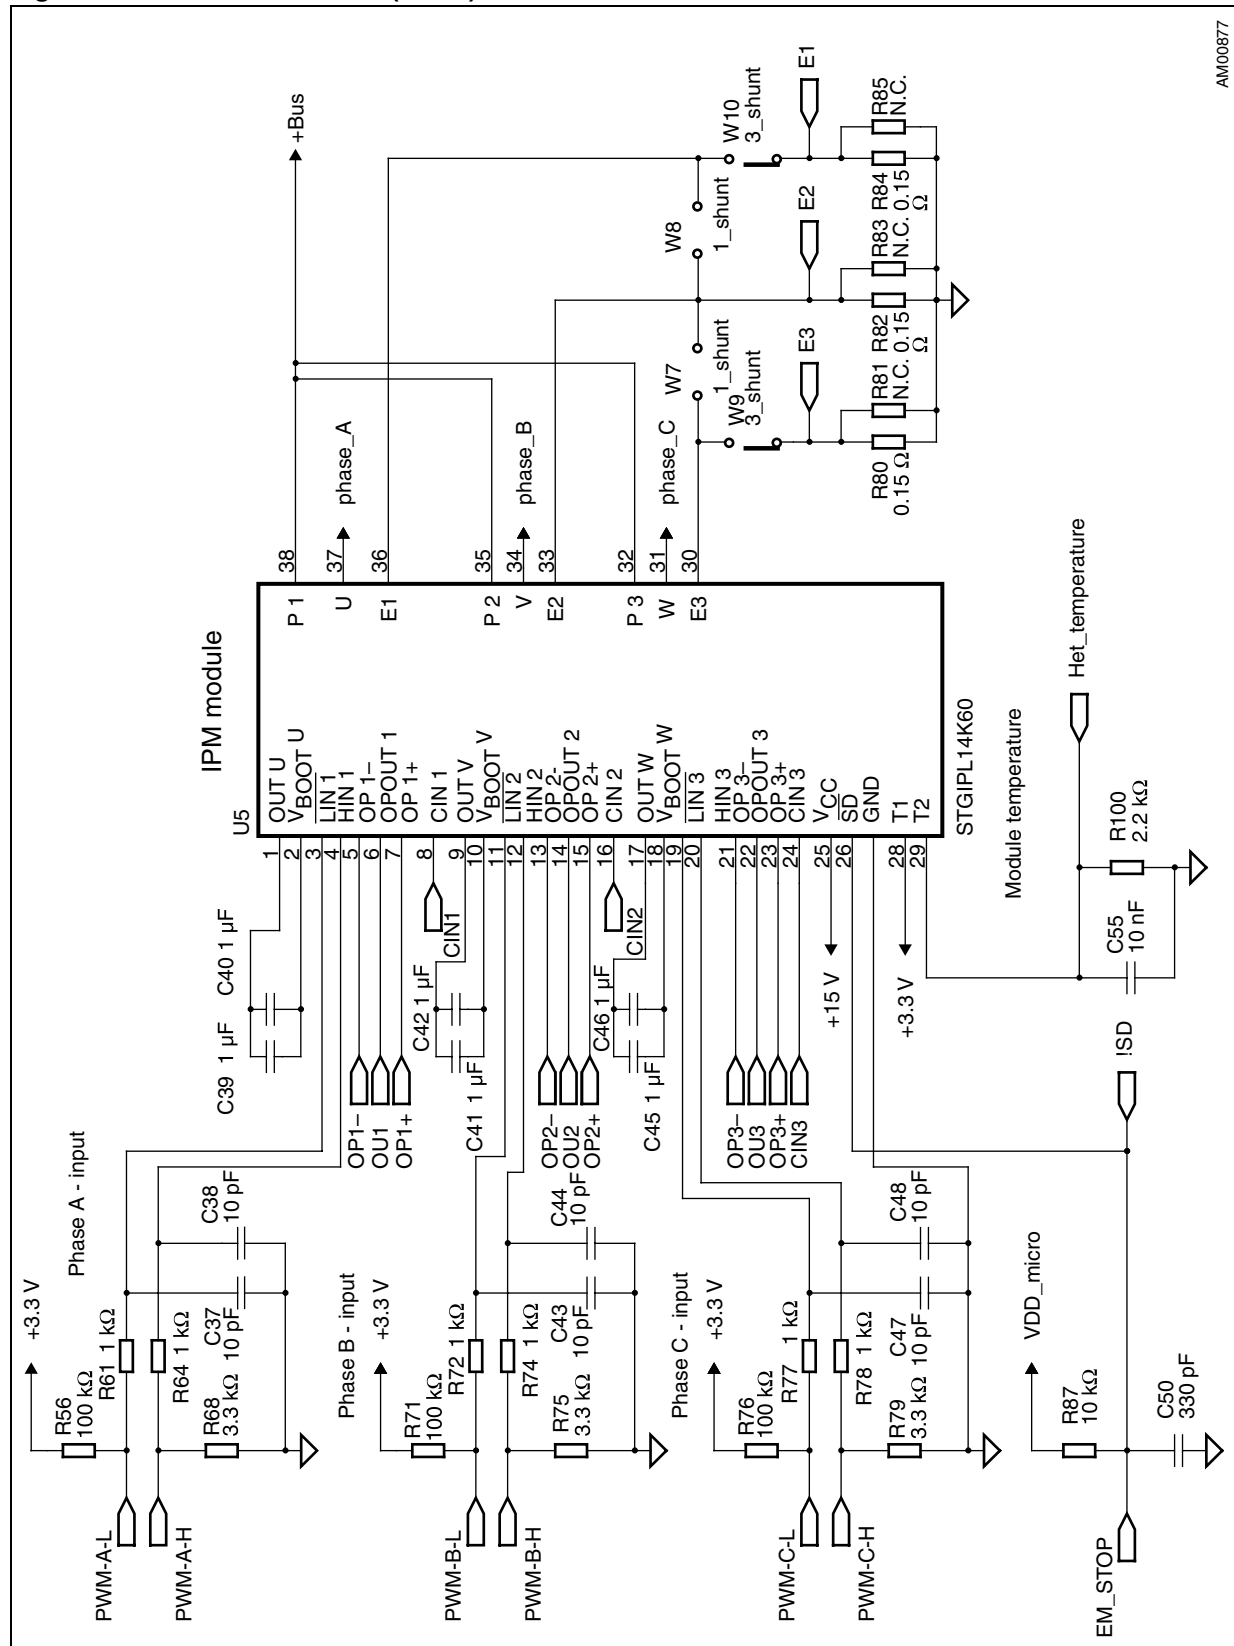 AM00877
IPM module
U5
STGIPL14K60
+Bus
phase_A
phase_B
phase_C
38
37
36
35
34
33
32
31
30
P 1
U
E1
P 2
V
E2
P 3
W
E3
OUT U
VBOOT U
LIN 1
HIN 1
OP 1–
OPOUT 1
OP 1+
CIN 1
OUT V
VBOOT V
LIN 2
HIN 2
OP 2-
OPOUT 2
OP 2+
CIN 2
OUT W
VBOOT W
LIN 3
HIN 3
OP 3–
OPOUT 3
OP 3+
CIN 3
VCC
SD
GND
T1
T2
1
2
3
4
5
6
7
8
9
10
11
12
13
14
15
16
17
18
19
20
21
22
23
24
25
26
28
29
W10
3_shunt
E1
W8
1_shunt
E2
W7
1_shunt
W9
3_shunt
E3
R85
N.C.
R84
0.15
Ω
R83
N.C.
R82
0.15
Ω
R81
N.C.
R80
0.15 Ω
C40 1 µF
C39 1 µF
OP1–
OU1
OP1+
CIN1
C42 1 µF
C41 1 µF
OP2–
OU2
OP2+
CIN2
C46 1 µF
C45 1 µF
OP3–
OU3
OP3+
CIN3
+15 V
+3.3 V
Module temperature
Het_temperature
R100
2.2 kΩ
C55
10 nF
!SD
Phase A - input
+3.3 V
R56
100 kΩ
R61 1 kΩ
R64 1 kΩ
R68
3.3 kΩ
C37
10 pF
C38
10 pF
PWM-A-L
PWM-A-H
Phase B - input
+3.3 V
R71
100 kΩ
R72 1 kΩ
R74 1 kΩ
R75
3.3 kΩ
C43
10 pF
C44
10 pF
PWM-B-L
PWM-B-H
Phase C - input
+3.3 V
R76
100 kΩ
R77 1 kΩ
R78 1 kΩ
R79
3.3 kΩ
C47
10 pF
C48
10 pF
PWM-C-L
PWM-C-H
VDD_micro
R87
10 kΩ
C50
330 pF
EM_STOP